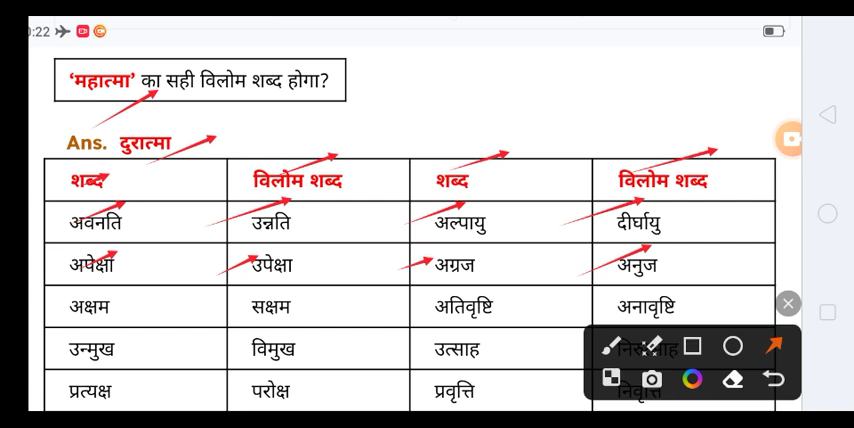 :22
‘महात्मा’ का सही विलोम शब्द होगा?
Ans. दुरात्मा
शब्द विलोम शब्द शब्द विलोम शब्द
अवनति उन्नति अल्पायु दीर्घायु
अपेक्षा उपेक्षा अग्रज अनुज
अक्षम सक्षम अतिवृष्टि अनावृष्टि
उन्मुख विमुख उत्साह
प्रत्यक्ष परोक्ष प्रवृत्ति निवृत्ति